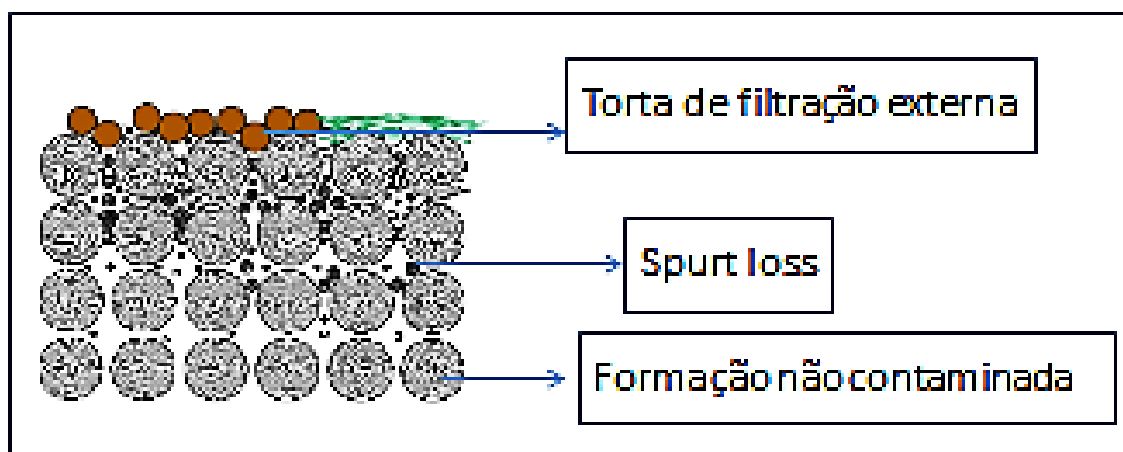 Torta de filtração externa
Spurt loss
Formação não contaminada